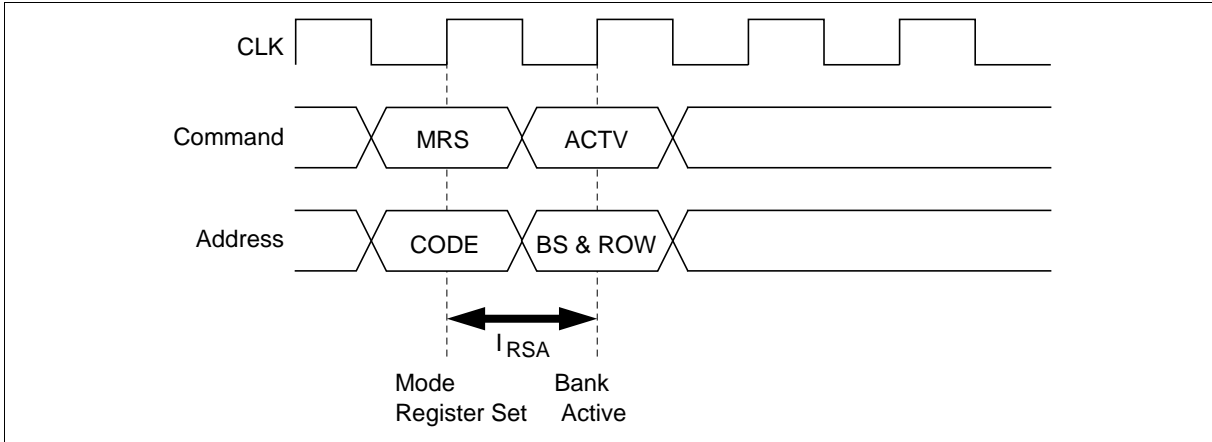 CLK
Command MRS ACTV
Address CODE BS & ROW
I RSA
Mode Bank
Register Set Active